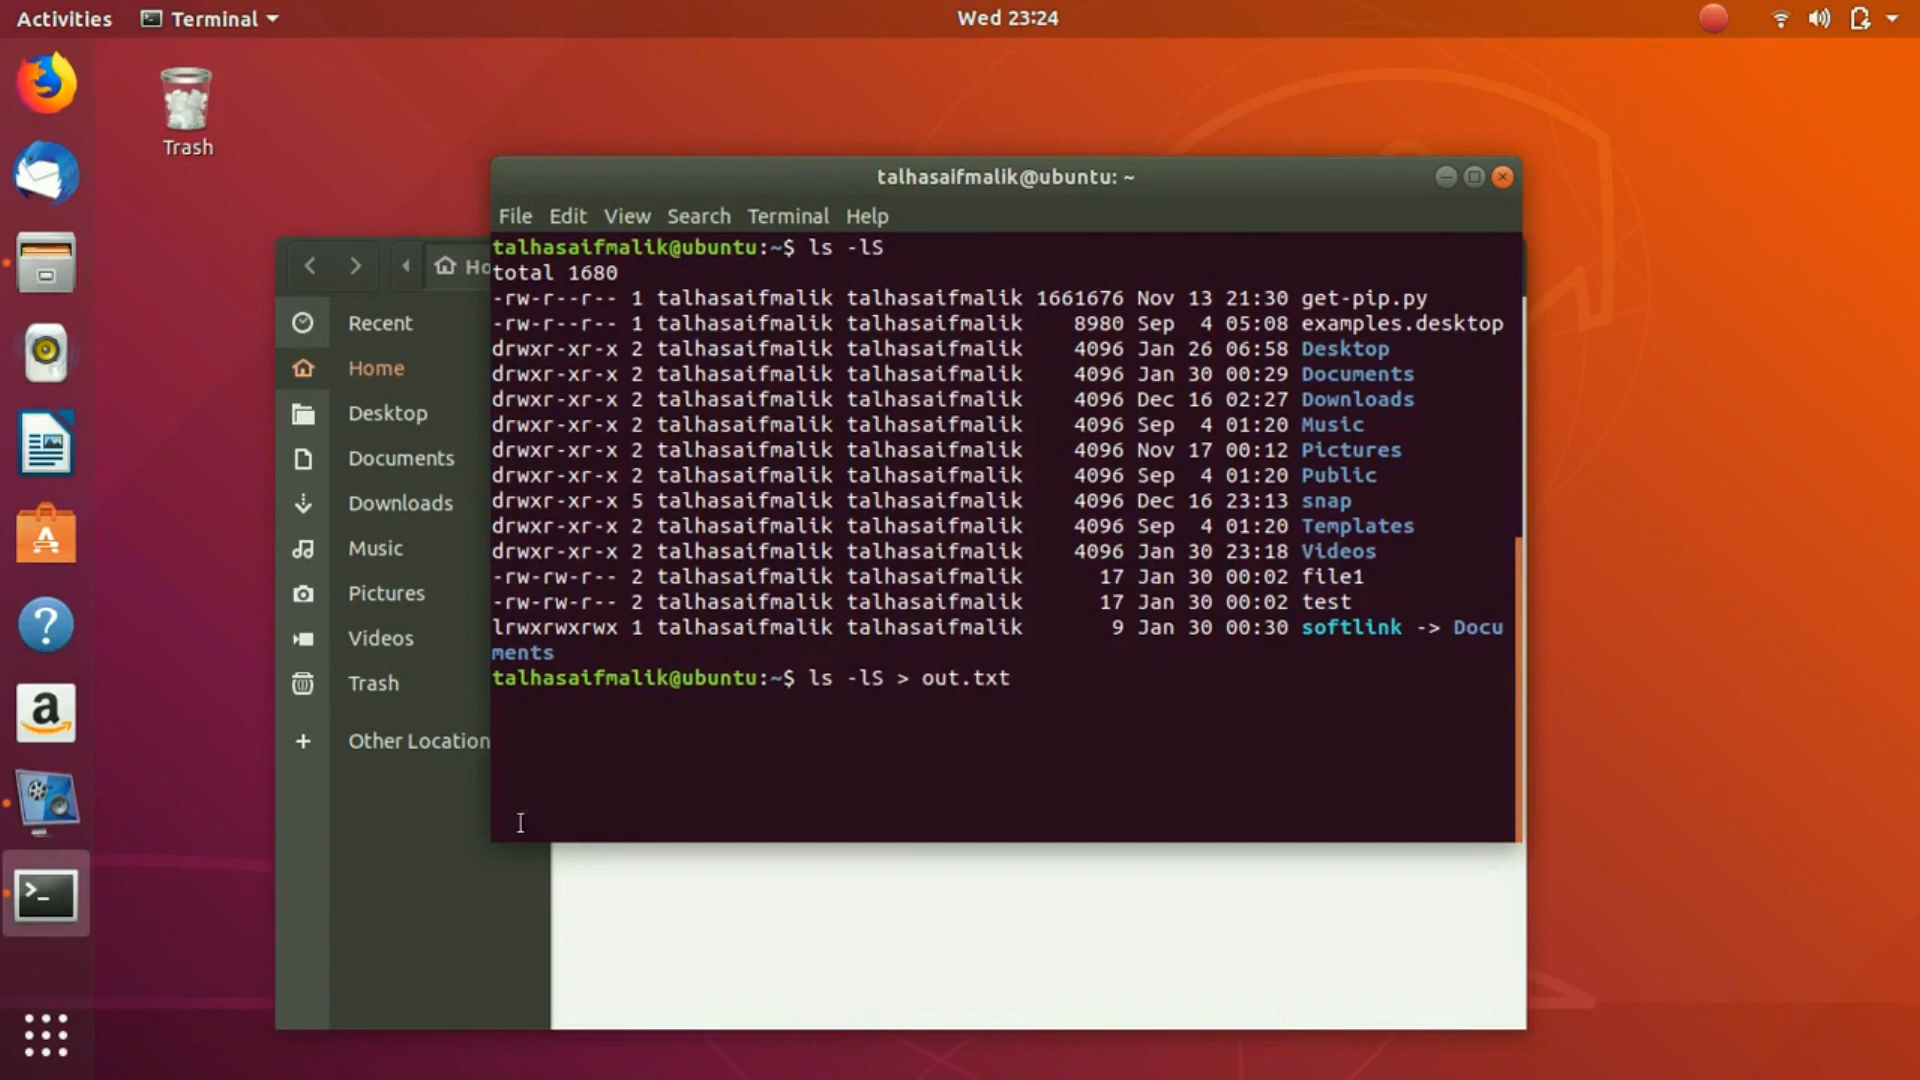 Activities
Terminal
Wed 23:24
Trash
talhasaifmalik@ubuntu: ~
File Edit View Search Terminal Help
talhasaifmalik@ubuntu:~$ ls -lS
total 1680
-rw-r--r-- 1 talhasaifmalik talhasaifmalik 1661676 Nov 13 21:30 get-pip.py
-rw-r--r-- 1 talhasaifmalik talhasaifmalik    8980 Sep  4 05:08 examples.desktop
drwxr-xr-x 2 talhasaifmalik talhasaifmalik    4096 Jan 26 06:58 Desktop
drwxr-xr-x 2 talhasaifmalik talhasaifmalik    4096 Jan 30 00:29 Documents
drwxr-xr-x 2 talhasaifmalik talhasaifmalik    4096 Dec 16 02:27 Downloads
drwxr-xr-x 2 talhasaifmalik talhasaifmalik    4096 Sep  4 01:20 Music
drwxr-xr-x 2 talhasaifmalik talhasaifmalik    4096 Nov 17 00:12 Pictures
drwxr-xr-x 2 talhasaifmalik talhasaifmalik    4096 Sep  4 01:20 Public
drwxr-xr-x 5 talhasaifmalik talhasaifmalik    4096 Dec 16 23:13 snap
drwxr-xr-x 2 talhasaifmalik talhasaifmalik    4096 Sep  4 01:20 Templates
drwxr-xr-x 2 talhasaifmalik talhasaifmalik    4096 Jan 30 23:18 Videos
-rw-rw-r-- 2 talhasaifmalik talhasaifmalik      17 Jan 30 00:02 file1
-rw-rw-r-- 2 talhasaifmalik talhasaifmalik      17 Jan 30 00:02 test
lrwxrwxrwx 1 talhasaifmalik talhasaifmalik       9 Jan 30 00:30 softlink -> Docu
ments
talhasaifmalik@ubuntu:~$ ls -lS > out.txt
Ho
Recent
Home
Desktop
Documents
Downloads
Music
Pictures
Videos
Trash
Other Location